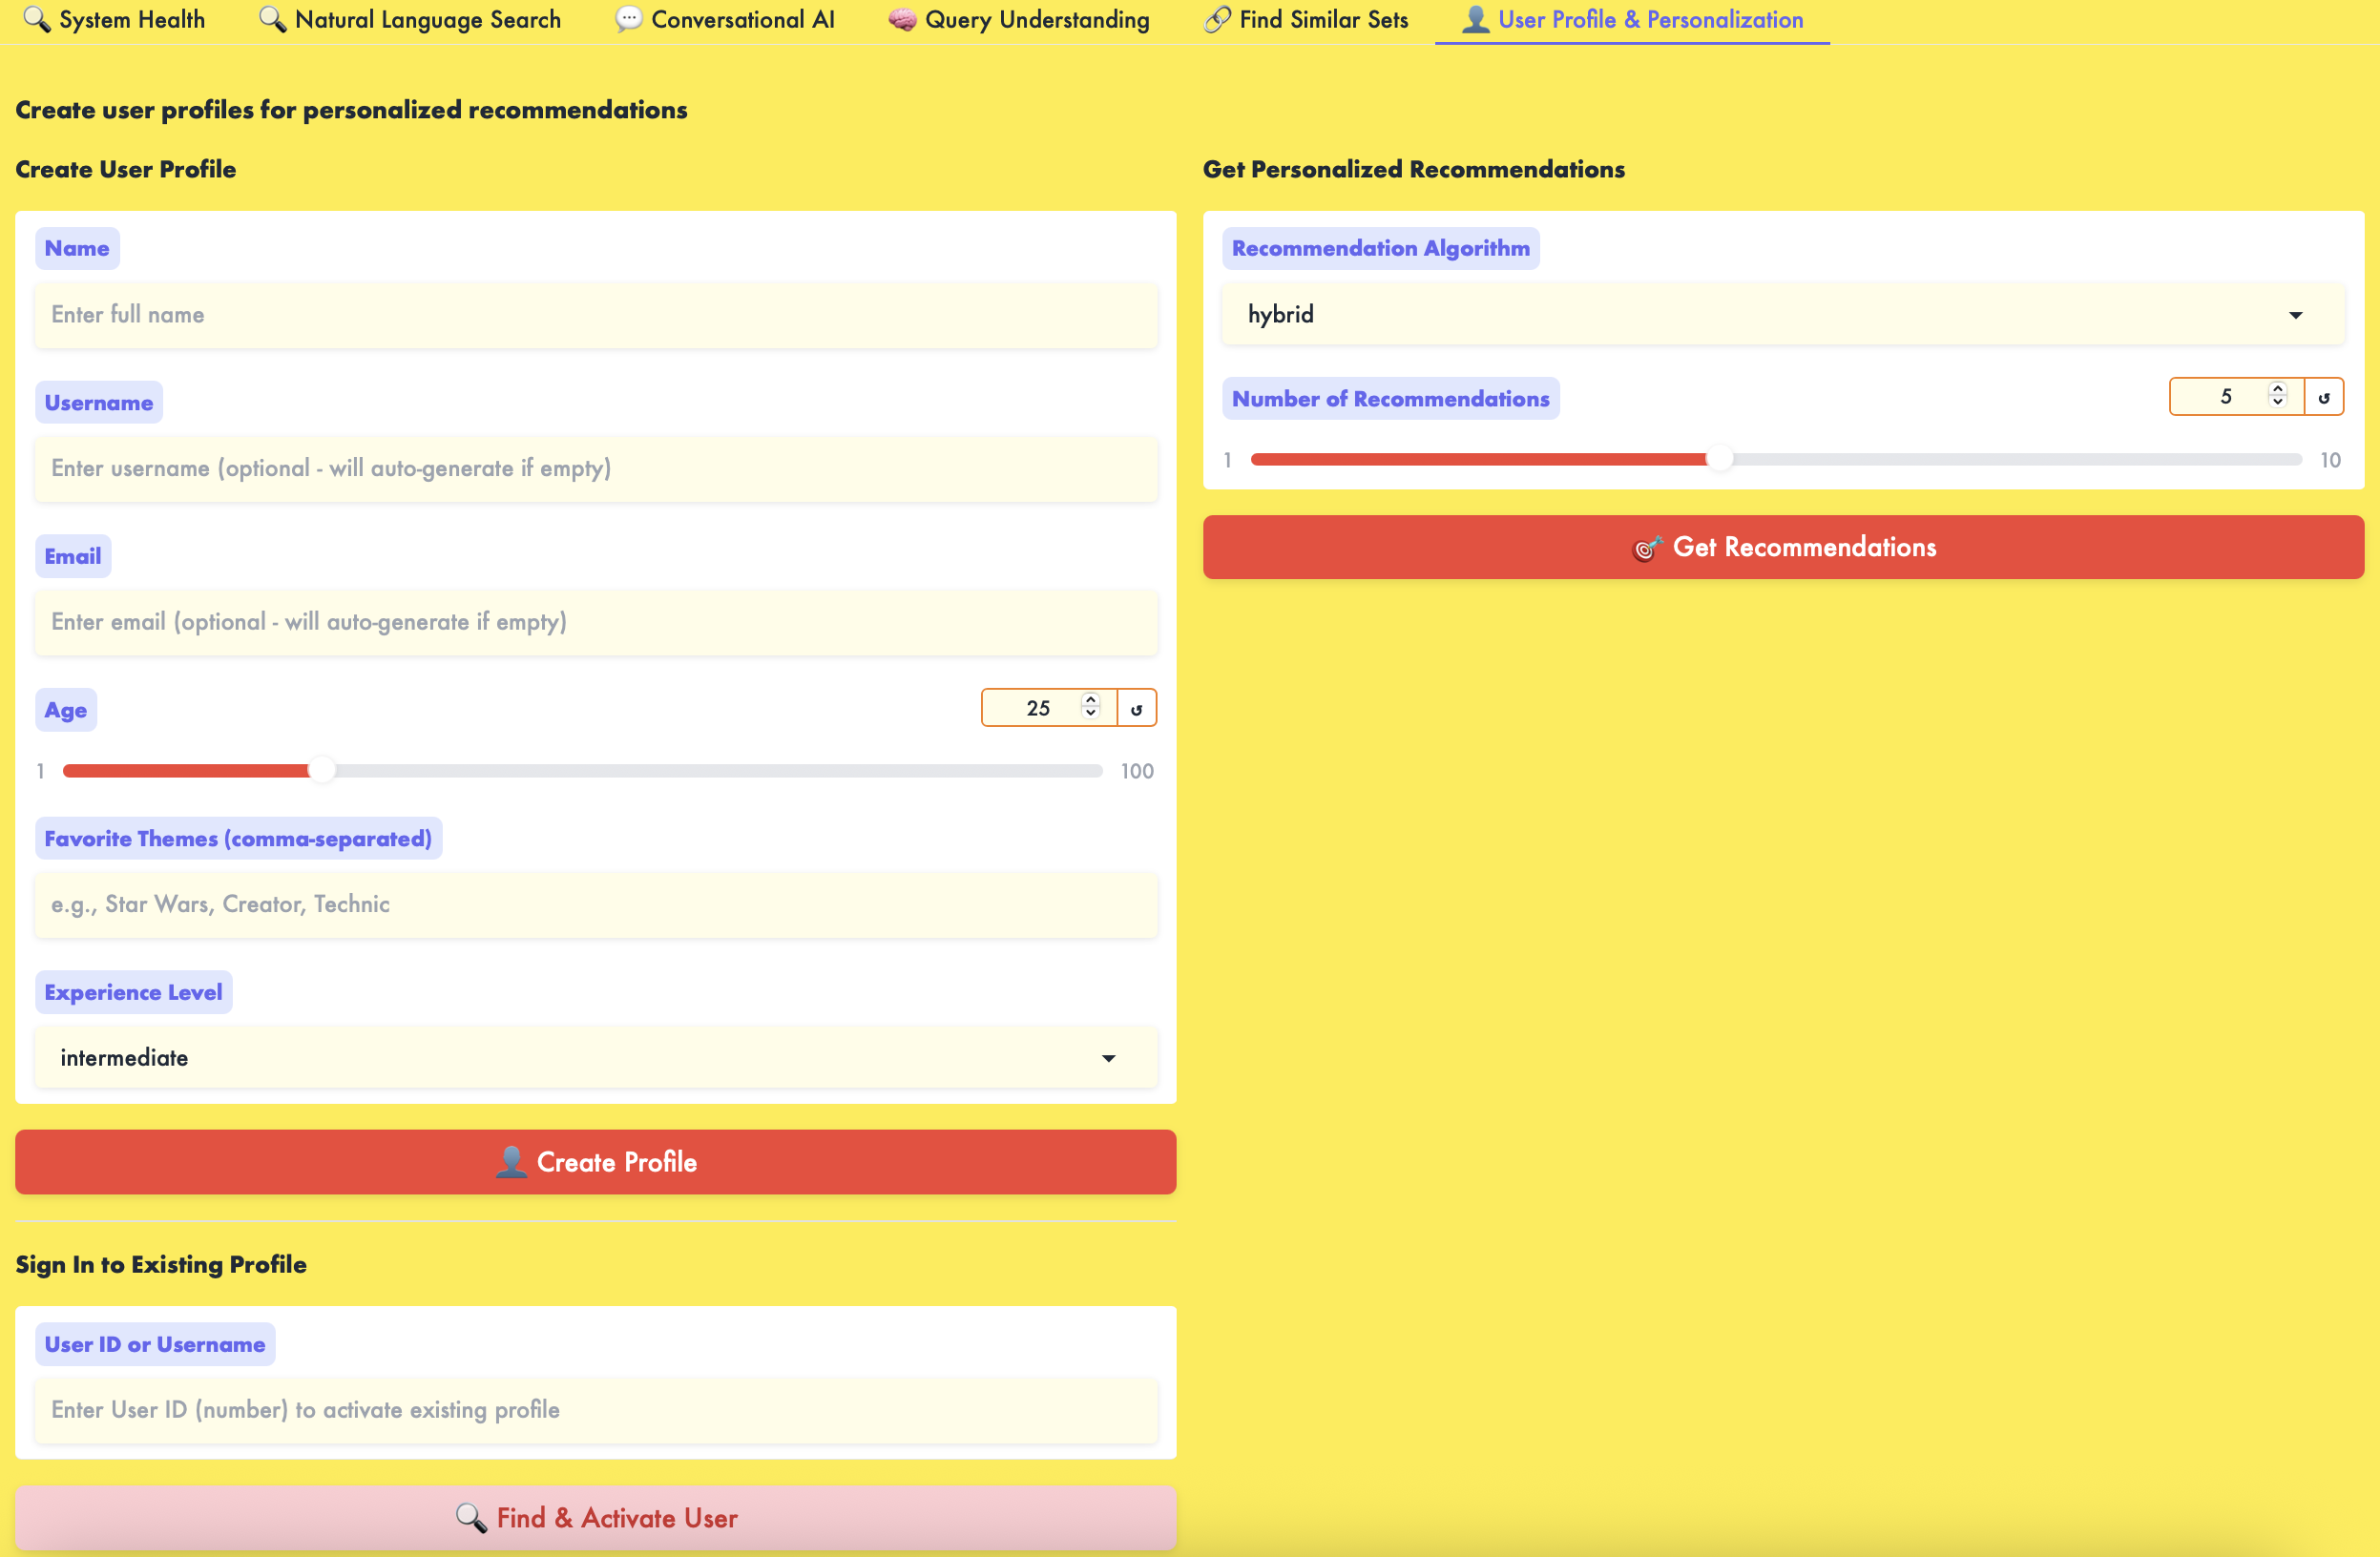 🔍 System Health
🔍 Natural Language Search
💬 Conversational AI
🧠 Query Understanding
🔗 Find Similar Sets
👤 User Profile & Personalization
Create user profiles for personalized recommendations
Create User Profile
Name
Enter full name
Username
Enter username (optional - will auto-generate if empty)
Email
Enter email (optional - will auto-generate if empty)
Age
25
↺
1
100
Favorite Themes (comma-separated)
e.g., Star Wars, Creator, Technic
Experience Level
intermediate
👤 Create Profile
Sign In to Existing Profile
User ID or Username
Enter User ID (number) to activate existing profile
🔍 Find & Activate User
Get Personalized Recommendations
Recommendation Algorithm
hybrid
Number of Recommendations
5
↺
1
10
🎯 Get Recommendations